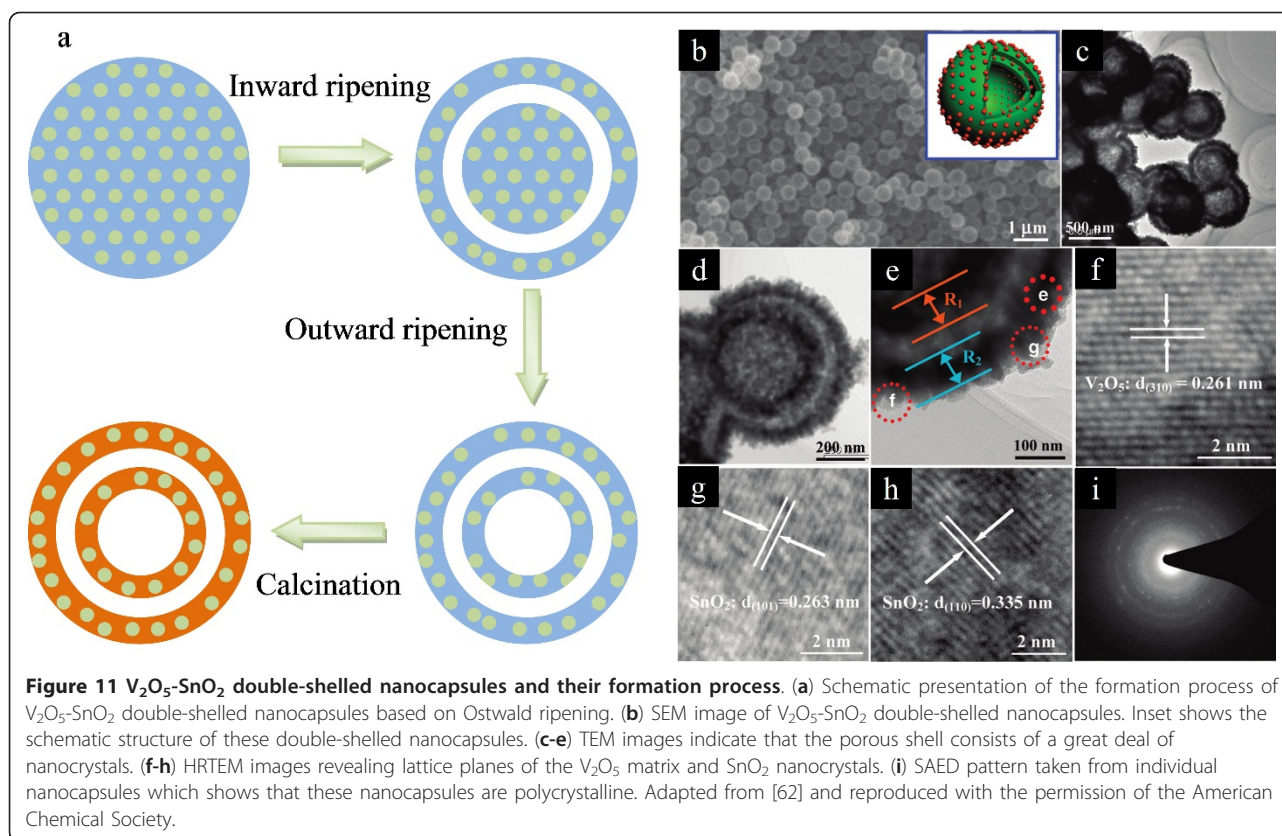 a
Inward ripening
Outward ripening
Calcination
b
1 μm
c
500 nm
d
200 nm
e
R₁
R₂
e
g
f
100 nm
f
V₂O₅: d₍₃₁₀₎ = 0.261 nm
2 nm
g
SnO₂: d₍₁₀₁₎=0.263 nm
2 nm
h
SnO₂: d₍₁₁₀₎=0.335 nm
2 nm
i
Figure 11 V₂O₅-SnO₂ double-shelled nanocapsules and their formation process. (a) Schematic presentation of the formation process of
V₂O₅-SnO₂ double-shelled nanocapsules based on Ostwald ripening. (b) SEM image of V₂O₅-SnO₂ double-shelled nanocapsules. Inset shows the
schematic structure of these double-shelled nanocapsules. (c-e) TEM images indicate that the porous shell consists of a great deal of
nanocrystals. (f-h) HRTEM images revealing lattice planes of the V₂O₅ matrix and SnO₂ nanocrystals. (i) SAED pattern taken from individual
nanocapsules which shows that these nanocapsules are polycrystalline. Adapted from [62] and reproduced with the permission of the American
Chemical Society.